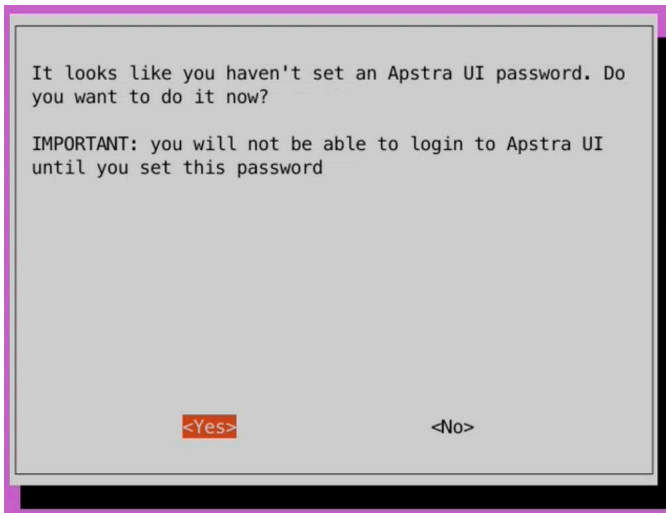 It looks like you haven't set an Apstra UI password. Do
you want to do it now?
IMPORTANT: you will not be able to login to Apstra UI
until you set this password
<Yes> <No>